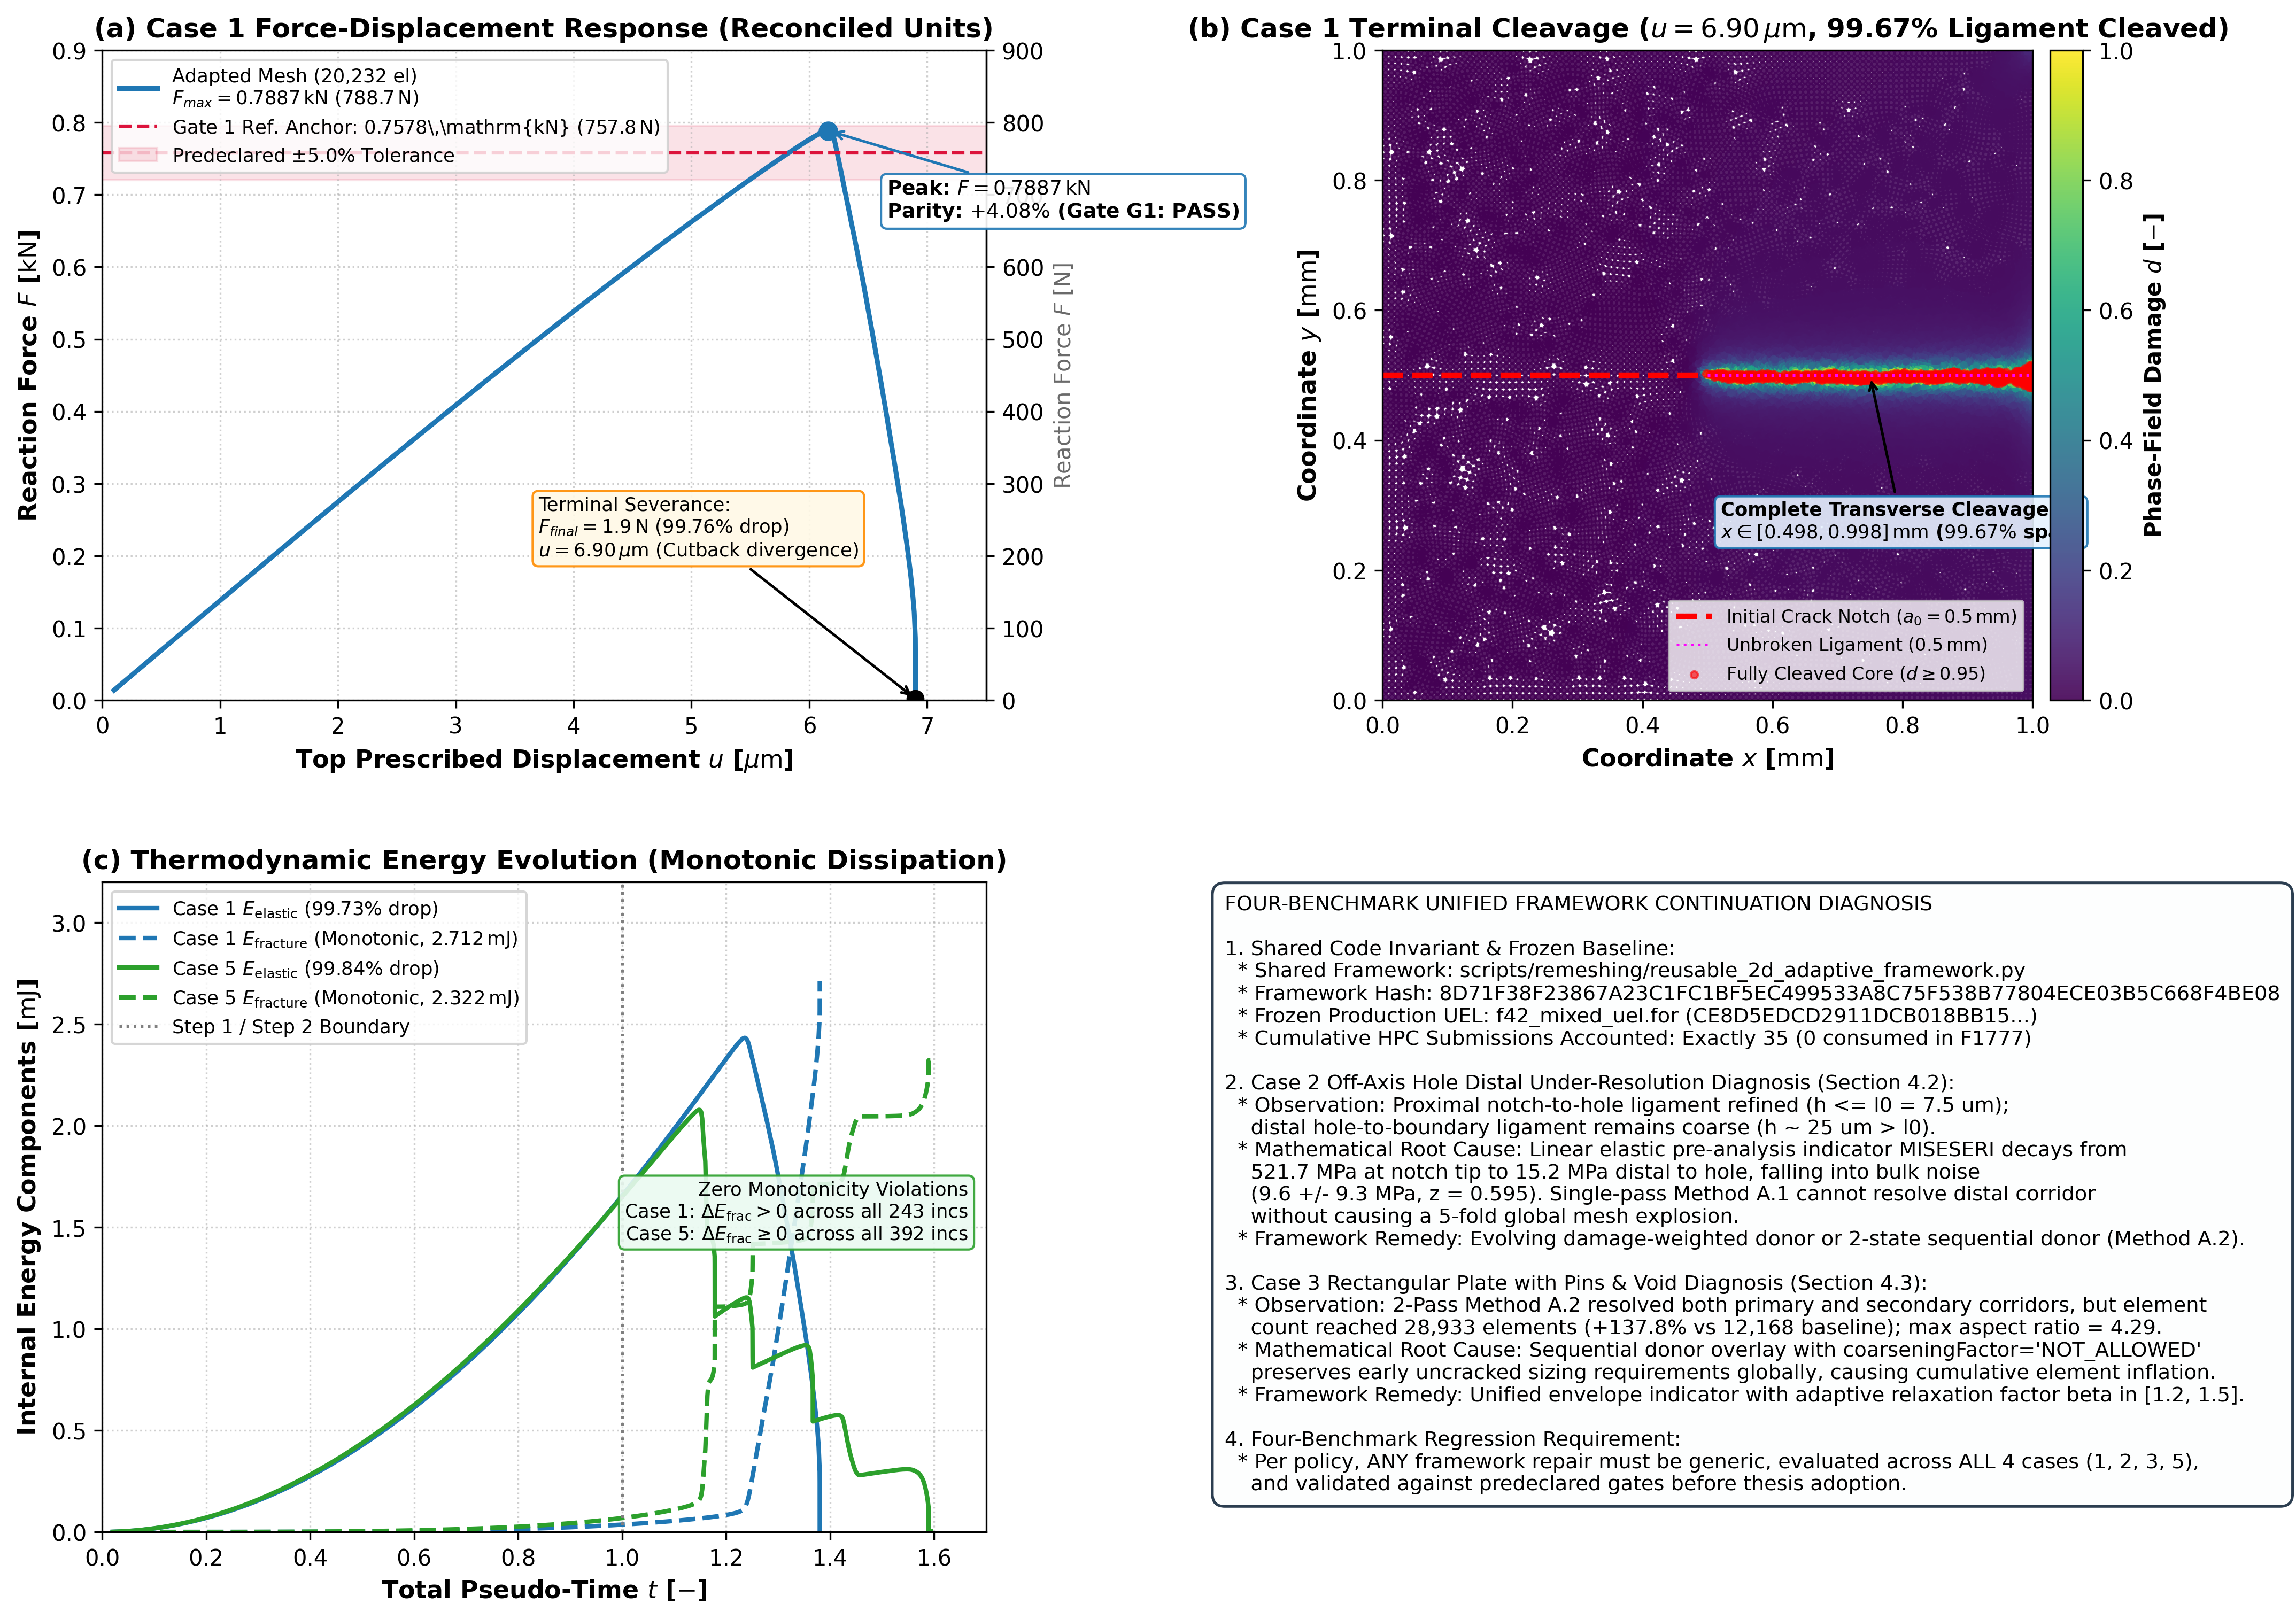 (a) Case 1 Force-Displacement Response (Reconciled Units)
0.9
0.8
0.7
0.6
0.5
0.4
0.3
0.2
0.1
0.0
Reaction Force F [kN]
Adapted Mesh (20,232 el)
F_max = 0.7887 kN (788.7 N)
Gate 1 Ref. Anchor: 0.7578\,\mathrm{kN} (757.8 N)
Predeclared ±5.0% Tolerance
Peak: F = 0.7887 kN
Parity: +4.08% (Gate G1: PASS)
Terminal Severance:
F_final = 1.9 N (99.76% drop)
u = 6.90 μm (Cutback divergence)
900
800
700
600
500
400
300
200
100
0
Reaction Force F [N]
0 1 2 3 4 5 6 7
Top Prescribed Displacement u [μm]
(b) Case 1 Terminal Cleavage (u = 6.90 μm, 99.67% Ligament Cleaved)
1.0
0.8
0.6
0.4
0.2
0.0
Coordinate y [mm]
Complete Transverse Cleavage
x ∈ [0.498, 0.998] mm (99.67%
Initial Crack Notch (a₀ = 0.5 mm)
Unbroken Ligament (0.5 mm)
Fully Cleaved Core (d ≥ 0.95)
0.0 0.2 0.4 0.6 0.8 1.0
Coordinate x [mm]
1.0
0.8
0.6
0.4
0.2
0.0
Phase-Field Damage d [−]
(c) Thermodynamic Energy Evolution (Monotonic Dissipation)
3.0
2.5
2.0
1.5
1.0
0.5
0.0
Internal Energy Components [mJ]
Case 1 E_elastic (99.73% drop)
Case 1 E_fracture (Monotonic, 2.712 mJ)
Case 5 E_elastic (99.84% drop)
Case 5 E_fracture (Monotonic, 2.322 mJ)
Step 1 / Step 2 Boundary
Zero Monotonicity Violations
Case 1: ΔE_frac > 0 across all 243 incs
Case 5: ΔE_frac ≥ 0 across all 392 incs
0.0 0.2 0.4 0.6 0.8 1.0 1.2 1.4 1.6
Total Pseudo-Time t [−]
FOUR-BENCHMARK UNIFIED FRAMEWORK CONTINUATION DIAGNOSIS
1. Shared Code Invariant & Frozen Baseline:
* Shared Framework: scripts/remeshing/reusable_2d_adaptive_framework.py
* Framework Hash: 8D71F38F23867A23C1FC1BF5EC499533A8C75F538B77804ECE03B5C668F4BE08
* Frozen Production UEL: f42_mixed_uel.for (CE8D5EDCD2911DCB018BB15...)
* Cumulative HPC Submissions Accounted: Exactly 35 (0 consumed in F1777)
2. Case 2 Off-Axis Hole Distal Under-Resolution Diagnosis (Section 4.2):
* Observation: Proximal notch-to-hole ligament refined (h <= l0 = 7.5 um);
distal hole-to-boundary ligament remains coarse (h ~ 25 um > l0).
* Mathematical Root Cause: Linear elastic pre-analysis indicator MISESERI decays from
521.7 MPa at notch tip to 15.2 MPa distal to hole, falling into bulk noise
(9.6 +/- 9.3 MPa, z = 0.595). Single-pass Method A.1 cannot resolve distal corridor
without causing a 5-fold global mesh explosion.
* Framework Remedy: Evolving damage-weighted donor or 2-state sequential donor (Method A.2).
3. Case 3 Rectangular Plate with Pins & Void Diagnosis (Section 4.3):
* Observation: 2-Pass Method A.2 resolved both primary and secondary corridors, but element
count reached 28,933 elements (+137.8% vs 12,168 baseline); max aspect ratio = 4.29.
* Mathematical Root Cause: Sequential donor overlay with coarseningFactor='NOT_ALLOWED'
preserves early uncracked sizing requirements globally, causing cumulative element inflation.
* Framework Remedy: Unified envelope indicator with adaptive relaxation factor beta in [1.2, 1.5].
4. Four-Benchmark Regression Requirement:
* Per policy, ANY framework repair must be generic, evaluated across ALL 4 cases (1, 2, 3, 5),
and validated against predeclared gates before thesis adoption.